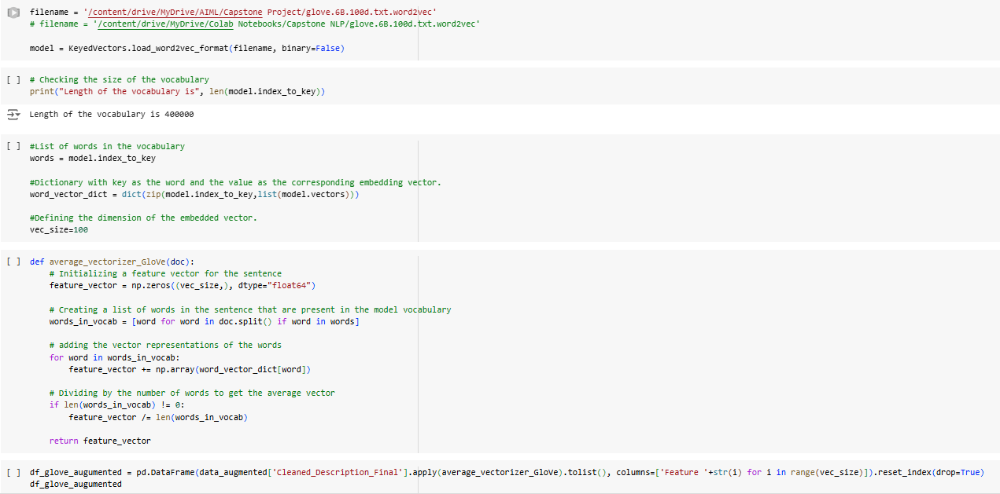 filename = '/content/drive/MyDrive/AIML/Capstone Project/glove.6B.100d.txt.word2vec'
# filename = '/content/drive/MyDrive/Colab Notebooks/Capstone NLP/glove.6B.100d.txt.word2vec'
model = KeyedVectors.load_word2vec_format(filename, binary=False)
[ ] # Checking the size of the vocabulary
print("Length of the vocabulary is", len(model.index_to_key))
Length of the vocabulary is 400000
[ ] #List of words in the vocabulary
words = model.index_to_key
#Dictionary with key as the word and the value as the corresponding embedding vector.
word_vector_dict = dict(zip(model.index_to_key,list(model.vectors)))
#Defining the dimension of the embedded vector.
vec_size=100
[ ] def average_vectorizer_GloVe(doc):
    # Initializing a feature vector for the sentence
    feature_vector = np.zeros((vec_size,), dtype="float64")
    # Creating a list of words in the sentence that are present in the model vocabulary
    words_in_vocab = [word for word in doc.split() if word in words]
    # adding the vector representations of the words
    for word in words_in_vocab:
        feature_vector += np.array(word_vector_dict[word])
    # Dividing by the number of words to get the average vector
    if len(words_in_vocab) != 0:
        feature_vector /= len(words_in_vocab)
    return feature_vector
[ ] df_glove_augumented = pd.DataFrame(data_augmented['Cleaned_Description_Final'].apply(average_vectorizer_GloVe).tolist(), columns=['Feature '+str(i) for i in range(vec_size)]).reset_index(drop=True)
df_glove_augumented